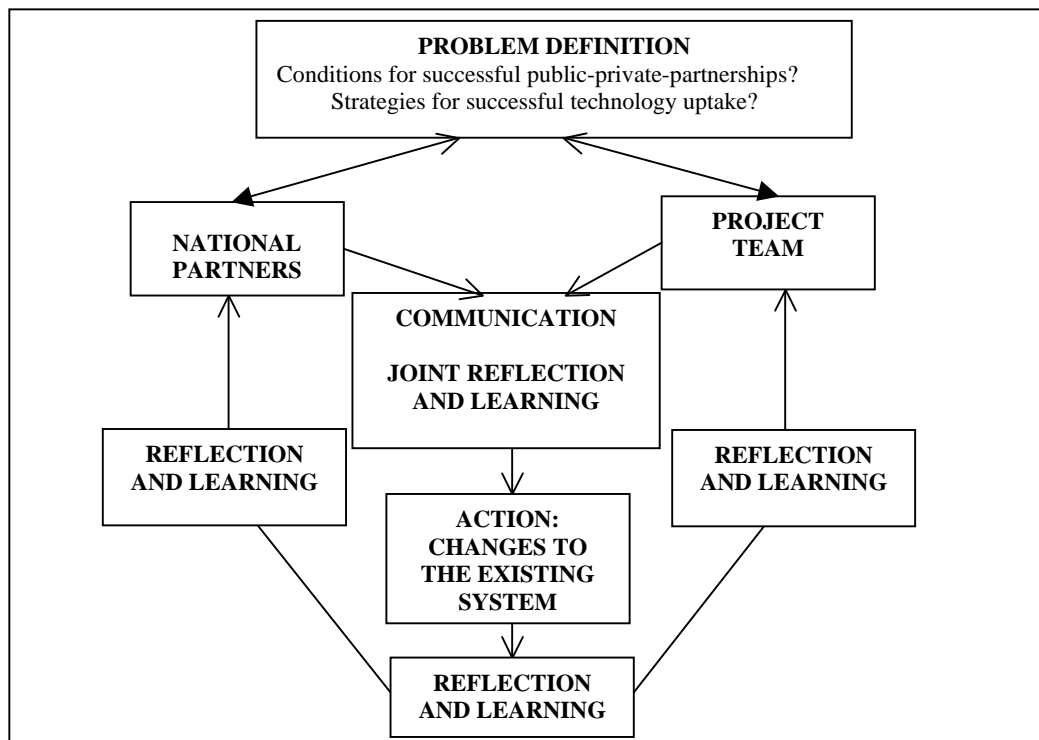 PROBLEM DEFINITION
Conditions for successful public-private-partnerships?
Strategies for successful technology uptake?
NATIONAL
PARTNERS
PROJECT
TEAM
COMMUNICATION
JOINT REFLECTION
AND LEARNING
REFLECTION
AND LEARNING
REFLECTION
AND LEARNING
ACTION:
CHANGES TO
THE EXISTING
SYSTEM
REFLECTION
AND LEARNING